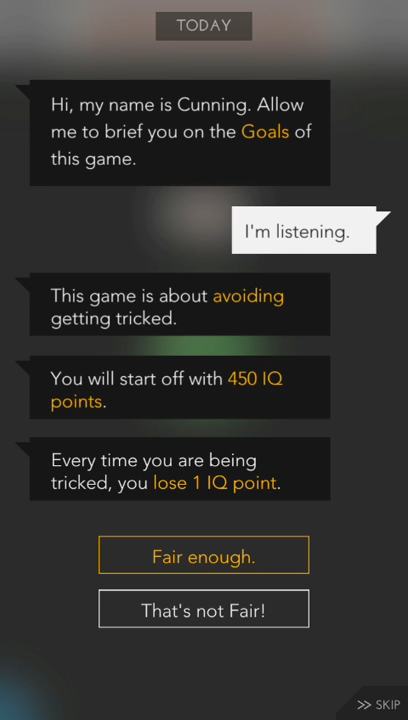 TODAY
Hi, my name is Cunning. Allow
me to brief you on the Goals of
this game.
I'm listening.
This game is about avoiding
getting tricked.
You will start off with 450 IQ
points.
Every time you are being
tricked, you lose 1 IQ point.
Fair enough.
That's not Fair!
>> SKIP